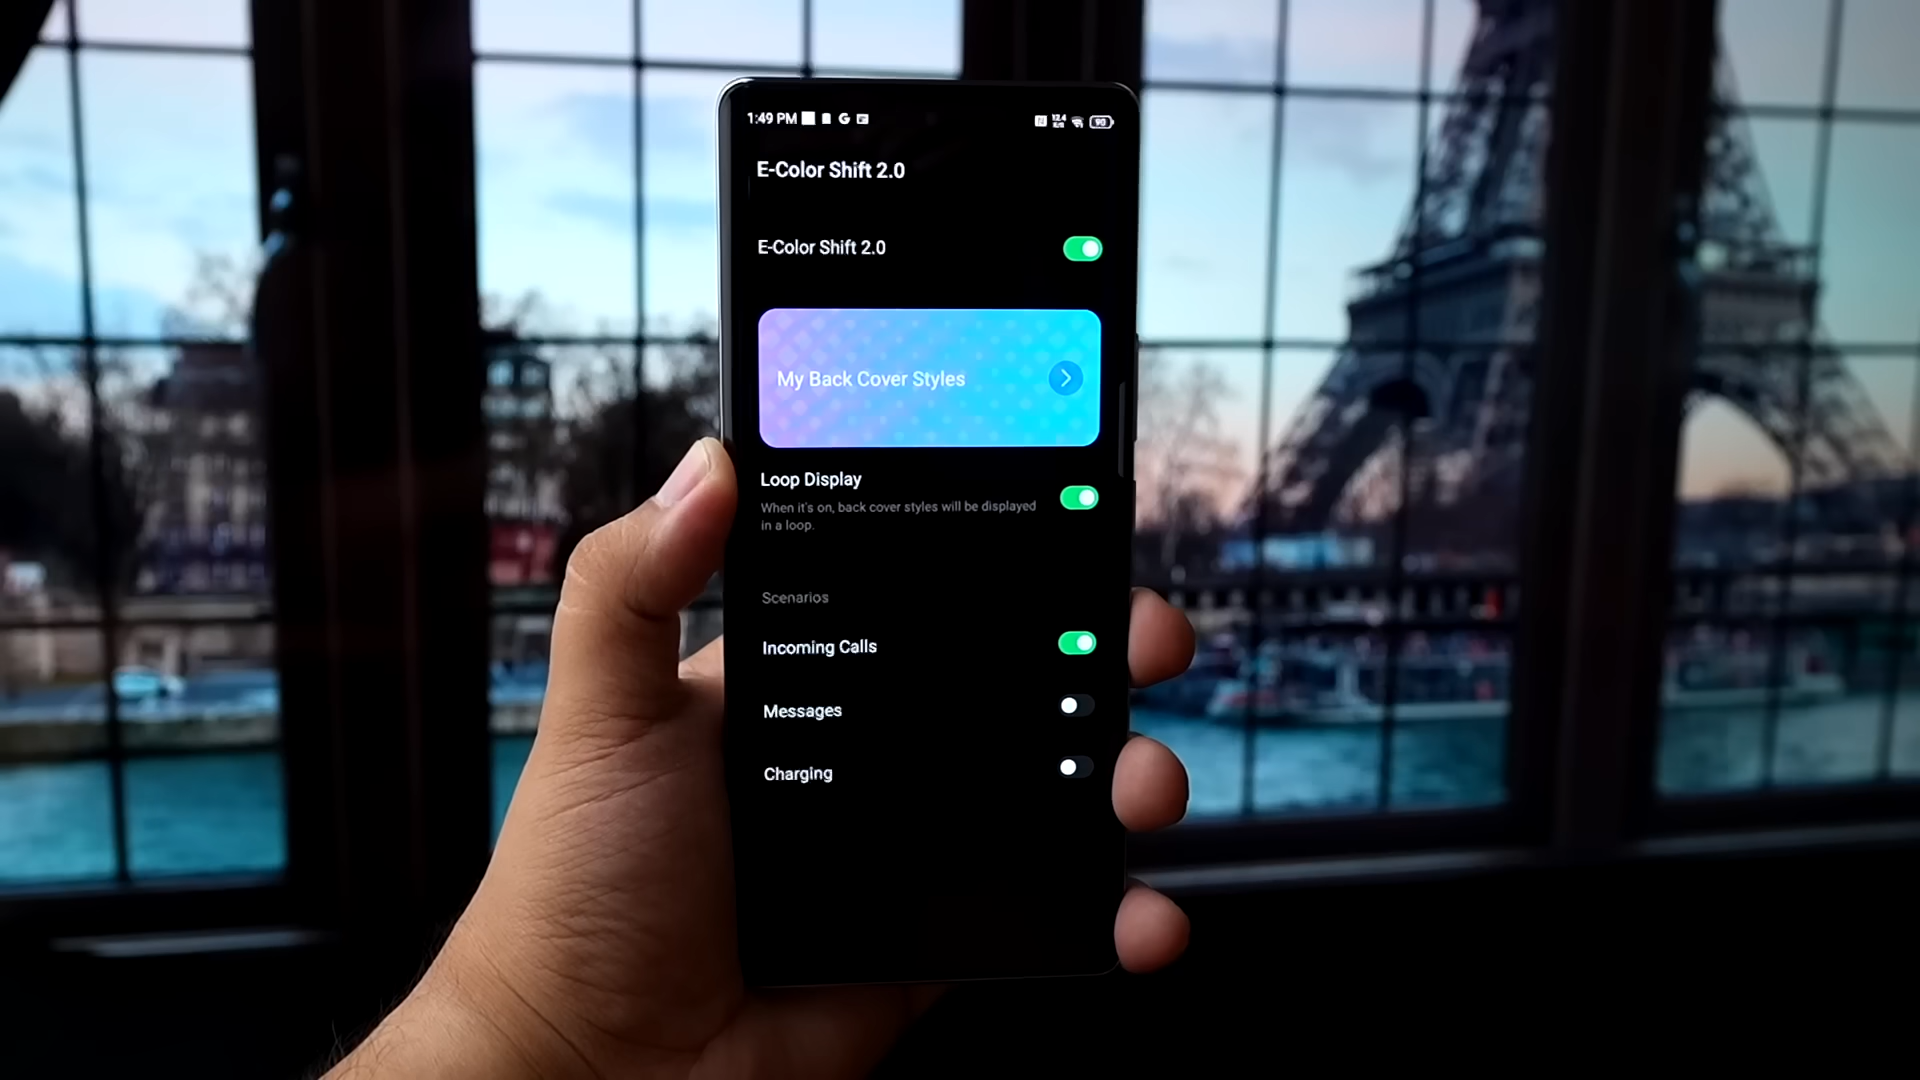 1:49 PM
90
E-Color Shift 2.0
E-Color Shift 2.0
My Back Cover Styles
Loop Display
When it's on, back cover styles will be displayed
in a loop.
Scenarios
Incoming Calls
Messages
Charging